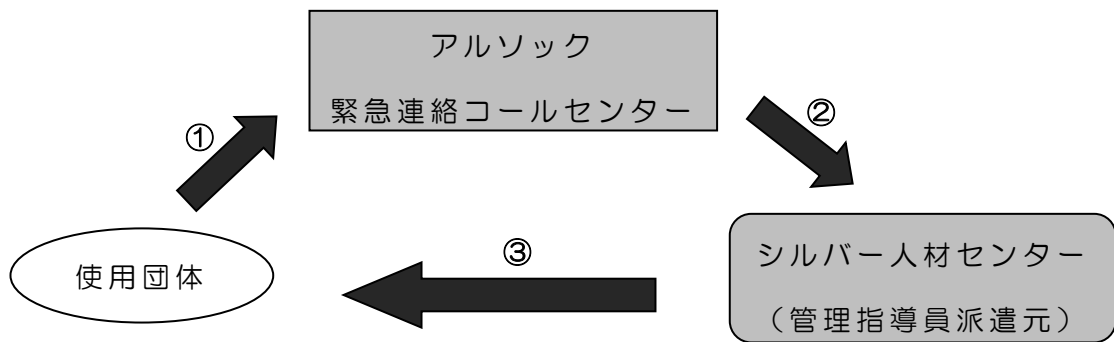 アルソック
緊急連絡コールセンター
①
②
使用団体
③
シルバー人材センター
（管理指導員派遣元）